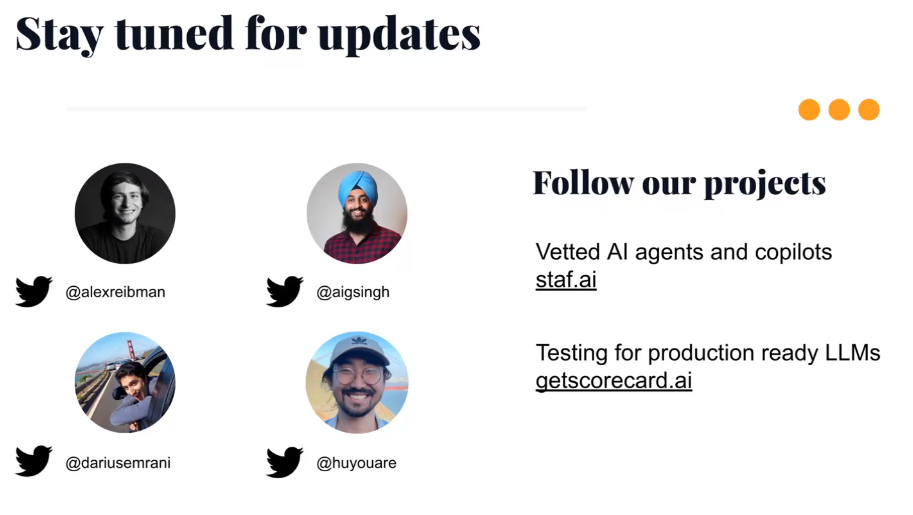 Stay tuned for updates
@alexreibman
@aigsingh
@dariusemrani
@huyouare
Follow our projects
Vetted AI agents and copilots
staf.ai
Testing for production ready LLMs
getscorecard.ai